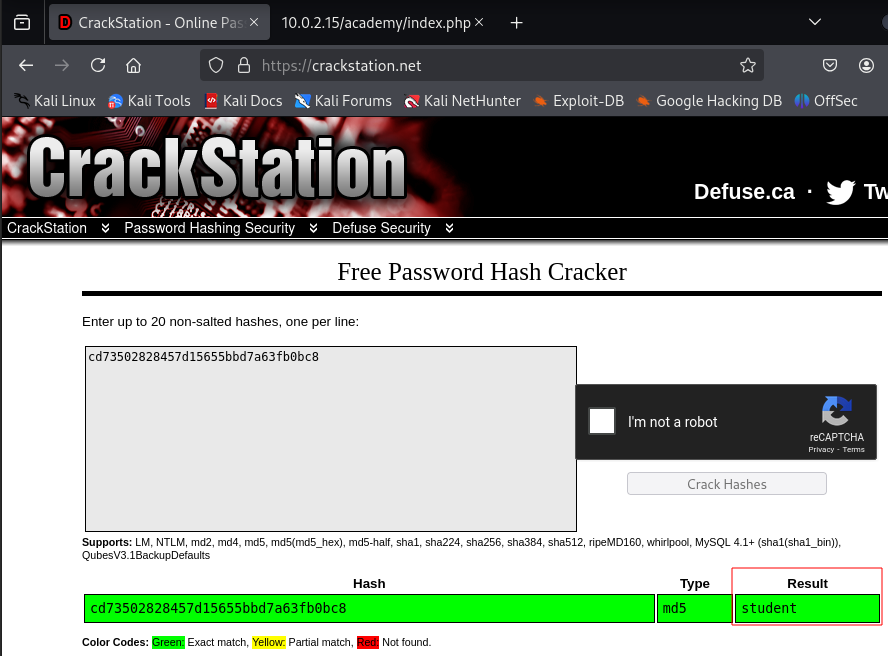 CrackStation - Online Pas
10.0.2.15/academy/index.php
https://crackstation.net
Kali Linux Kali Tools Kali Docs Kali Forums Kali NetHunter Exploit-DB Google Hacking DB OffSec
CrackStation
Defuse.ca · Tw
CrackStation Password Hashing Security Defuse Security
Free Password Hash Cracker
Enter up to 20 non-salted hashes, one per line:
cd73502828457d15655bbd7a63fb0bc8
I'm not a robot
reCAPTCHA
Privacy - Terms
Crack Hashes
Supports: LM, NTLM, md2, md4, md5, md5(md5_hex), md5-half, sha1, sha224, sha256, sha384, sha512, ripeMD160, whirlpool, MySQL 4.1+ (sha1(sha1_bin)),
QubesV3.1BackupDefaults
Hash Type Result
cd73502828457d15655bbd7a63fb0bc8 md5 student
Color Codes: Green: Exact match, Yellow: Partial match, Red: Not found.